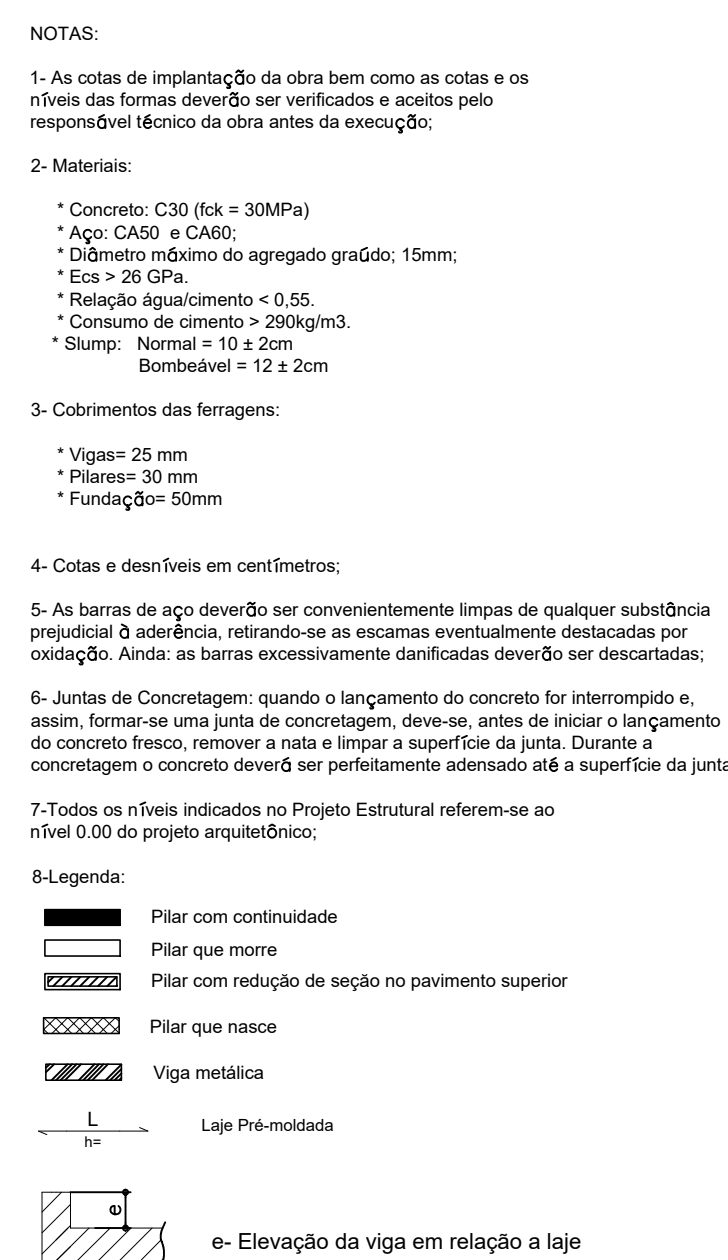 NOTAS:
1- As cotas de implantação da obra bem como as cotas e os
níveis das formas deverão ser verificados e aceitos pelo
responsável técnico da obra antes da execução;
2- Materiais:
* Concreto: C30 (fck = 30MPa)
* Aço: CA50 e CA60;
* Diâmetro máximo do agregado graúdo; 15mm;
* Ecs > 26 GPa.
* Relação água/cimento < 0,55.
* Consumo de cimento > 290kg/m3.
* Slump: Normal = 10 ± 2cm
Bombeável = 12 ± 2cm
3- Cobrimentos das ferragens:
* Vigas= 25 mm
* Pilares= 30 mm
* Fundação= 50mm
4- Cotas e desníveis em centímetros;
5- As barras de aço deverão ser convenientemente limpas de qualquer substância
prejudicial à aderência, retirando-se as escamas eventualmente destacadas por
oxidação. Ainda: as barras excessivamente danificadas deverão ser descartadas;
6- Juntas de Concretagem: quando o lançamento do concreto for interrompido e,
assim, formar-se uma junta de concretagem, deve-se, antes de iniciar o lançamento
do concreto fresco, remover a nata e limpar a superfície da junta. Durante a
concretagem o concreto deverá ser perfeitamente adensado até a superfície da junta
7-Todos os níveis indicados no Projeto Estrutural referem-se ao
nível 0.00 do projeto arquitetônico;
8-Legenda:
Pilar com continuidade
Pilar que morre
Pilar com redução de seção no pavimento superior
Pilar que nasce
Viga metálica
L
h=
Laje Pré-moldada
e
e- Elevação da viga em relação a laje